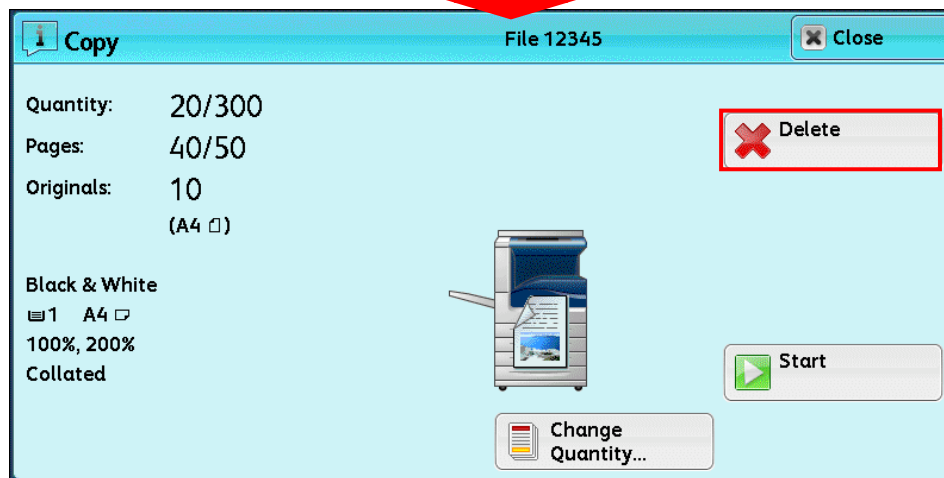 Copy File 12345 Close
Quantity: 20/300
Pages: 40/50
Originals: 10
(A4)
Delete
Black & White
1 A4
100%, 200%
Collated
Start
Change
Quantity...